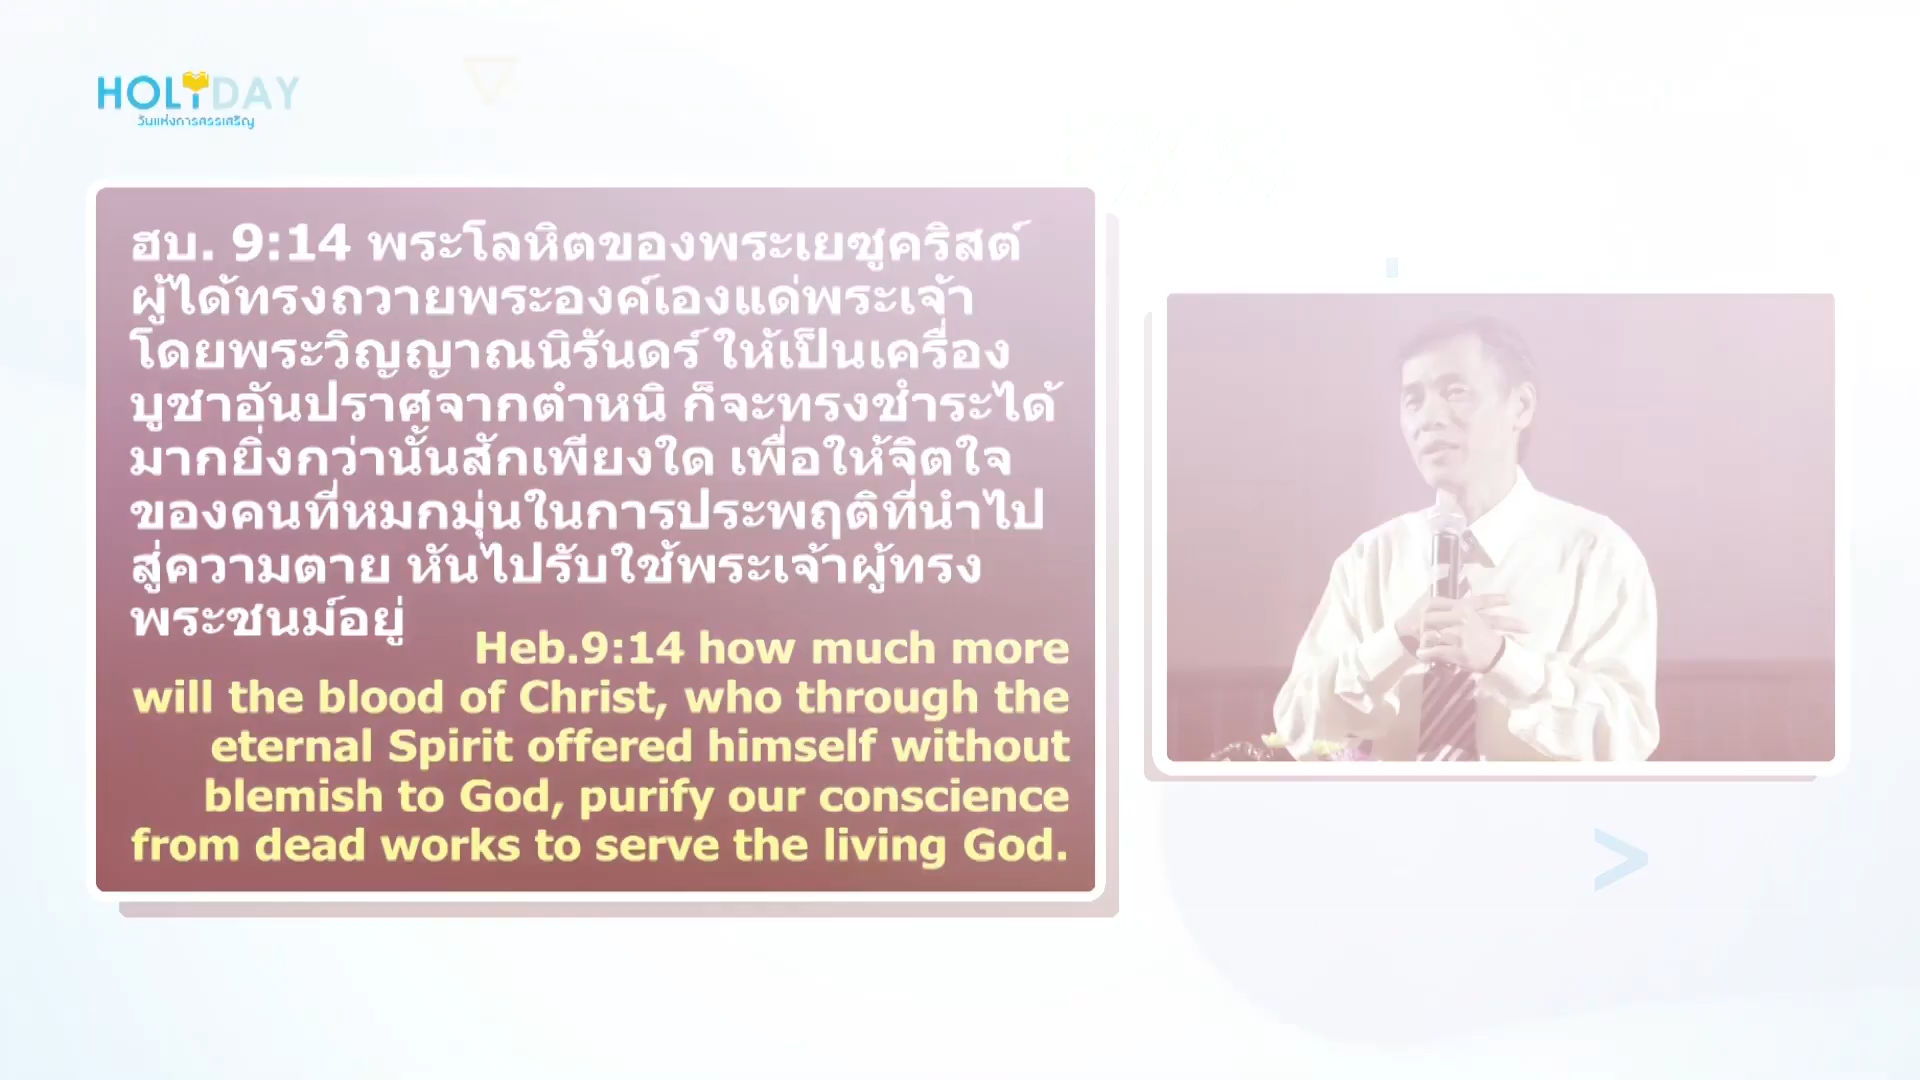 HOLYDAY
วันแห่งการสรรเสริญ
ฮบ. 9:14 พระโลหิตของพระเยซูคริสต์
ผู้ได้ทรงถวายพระองค์เองแด่พระเจ้า
โดยพระวิญญาณนิรันดร์ ให้เป็นเครื่อง
บูชาอันปราศจากตำหนิ ก็จะทรงชำระได้
มากยิ่งกว่านั้นสักเพียงใด เพื่อให้จิตใจ
ของคนที่หมกมุ่นในการประพฤติที่นำไป
สู่ความตาย หันไปรับใช้พระเจ้าผู้ทรง
พระชนม์อยู่
Heb.9:14 how much more
will the blood of Christ, who through the
eternal Spirit offered himself without
blemish to God, purify our conscience
from dead works to serve the living God.